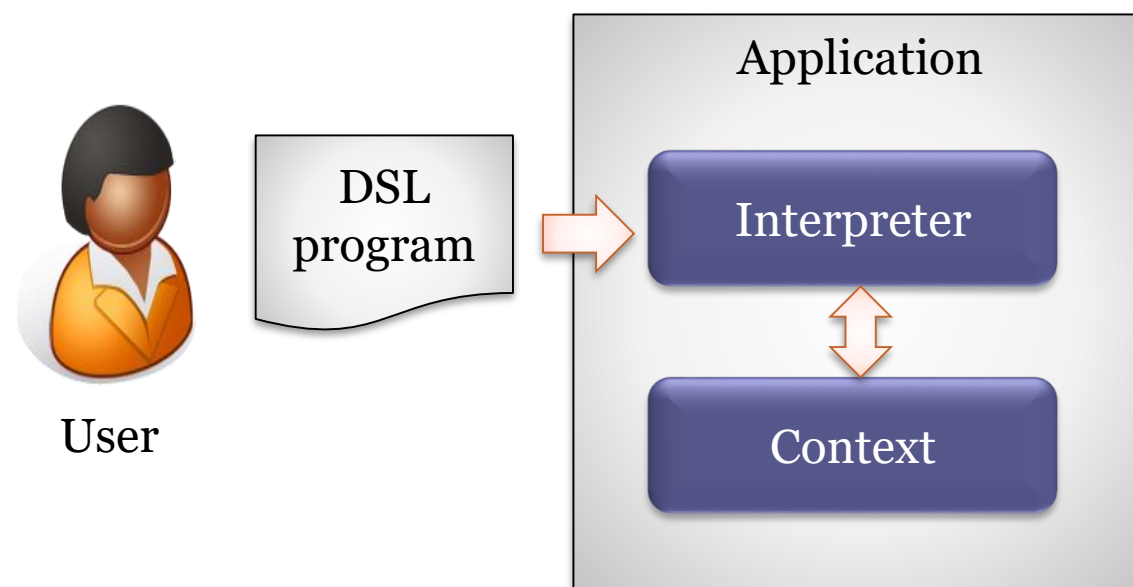 Application
DSL
program
Interpreter
Context
User